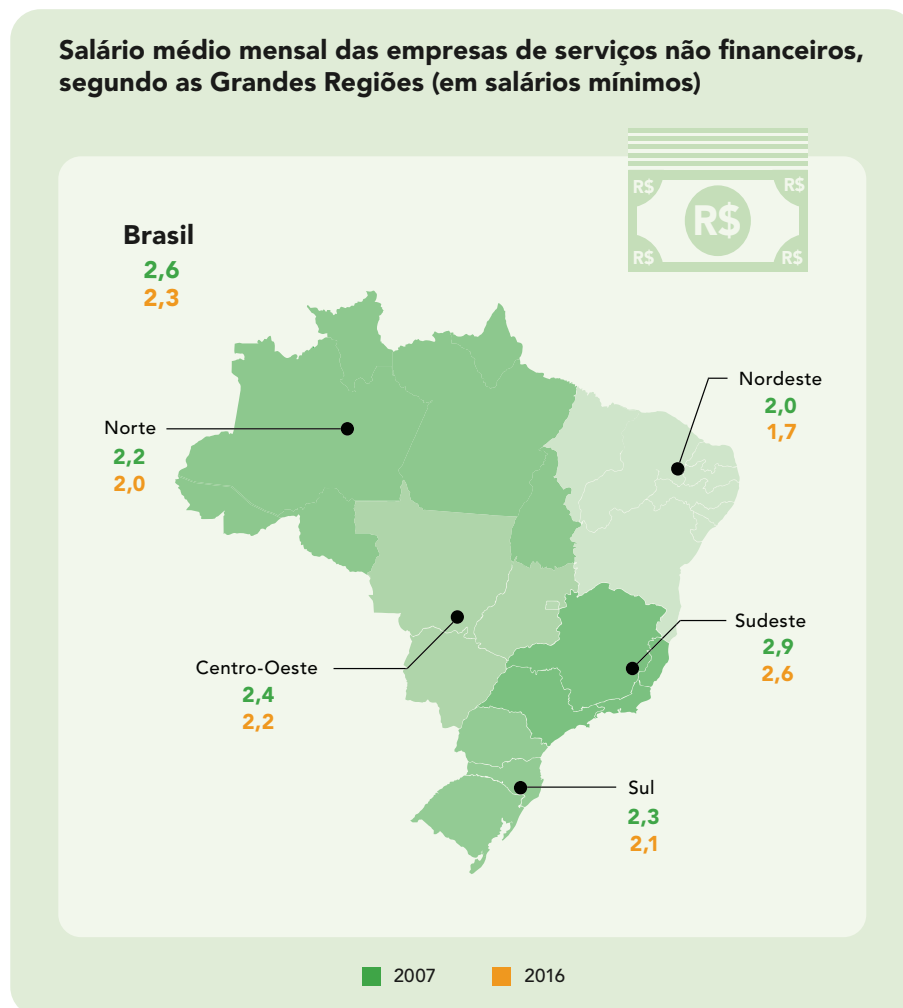 Salário médio mensal das empresas de serviços não financeiros,
segundo as Grandes Regiões (em salários mínimos)
R$ R$
R$
R$ R$
Brasil
2,6
2,3
Nordeste
2,0
1,7
Norte
2,2
2,0
Sudeste
2,9
2,6
Centro-Oeste
2,4
2,2
Sul
2,3
2,1
2007 2016